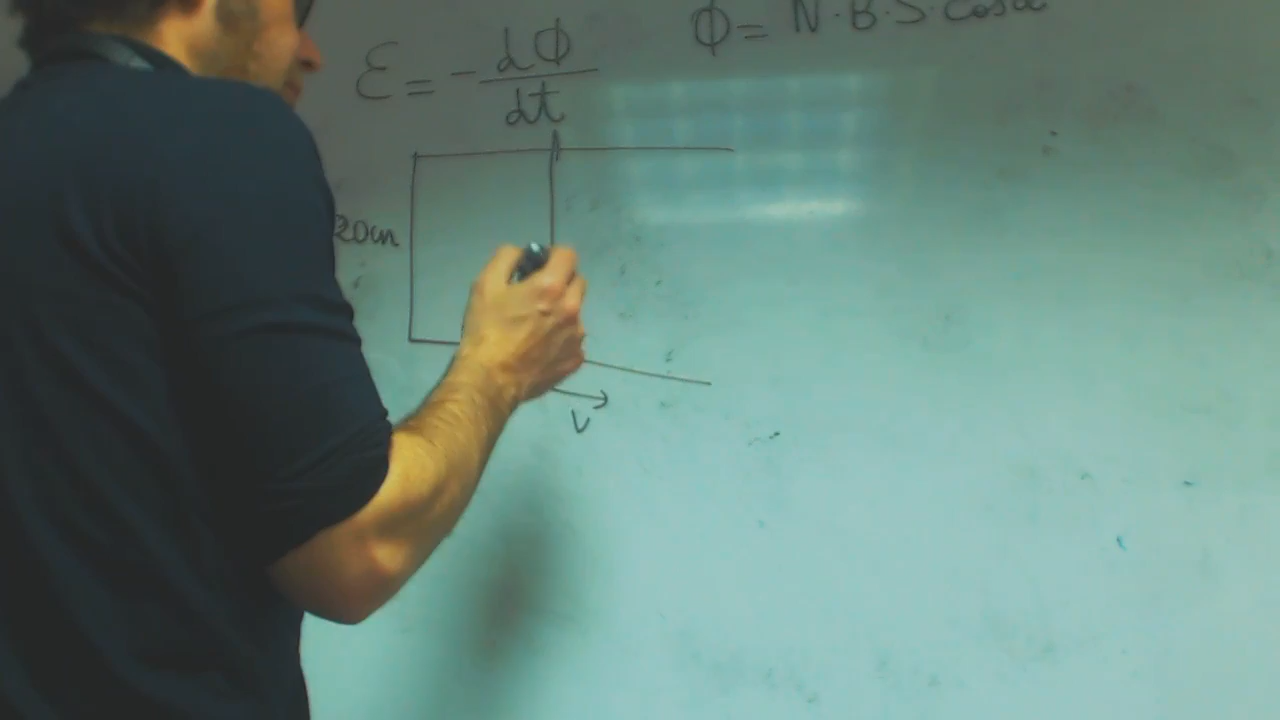 ε = - dΦ/dt
Φ = N·B·S·cosα
20cm
v